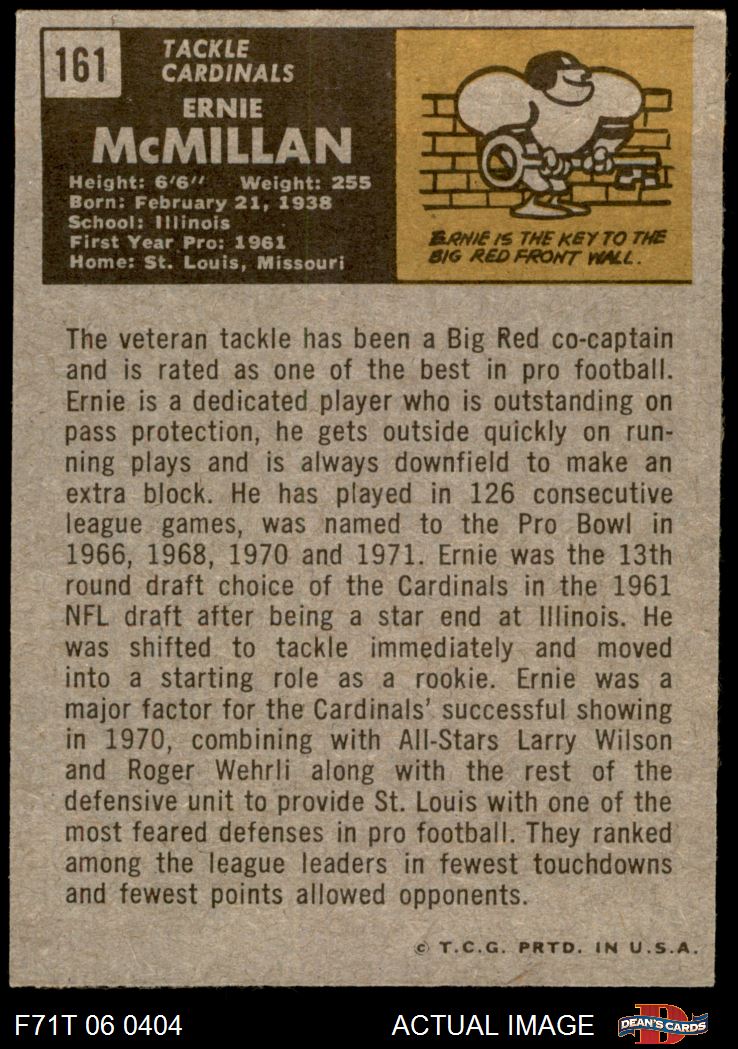 161
TACKLE
CARDINALS
ERNIE
McMILLAN
Height: 6'6" Weight: 255
Born: February 21, 1938
School: Illinois
First Year Pro: 1961
Home: St. Louis, Missouri
ERNIE IS THE KEY TO THE
BIG RED FRONT WALL.
The veteran tackle has been a Big Red co-captain
and is rated as one of the best in pro football.
Ernie is a dedicated player who is outstanding on
pass protection, he gets outside quickly on run-
ning plays and is always downfield to make an
extra block. He has played in 126 consecutive
league games, was named to the Pro Bowl in
1966, 1968, 1970 and 1971. Ernie was the 13th
round draft choice of the Cardinals in the 1961
NFL draft after being a star end at Illinois. He
was shifted to tackle immediately and moved
into a starting role as a rookie. Ernie was a
major factor for the Cardinals' successful showing
in 1970, combining with All-Stars Larry Wilson
and Roger Wehrli along with the rest of the
defensive unit to provide St. Louis with one of the
most feared defenses in pro football. They ranked
among the league leaders in fewest touchdowns
and fewest points allowed opponents.
© T.C.G. PRTD. IN U.S.A.
F71T 06 0404 ACTUAL IMAGE D DEAN'S CARDS